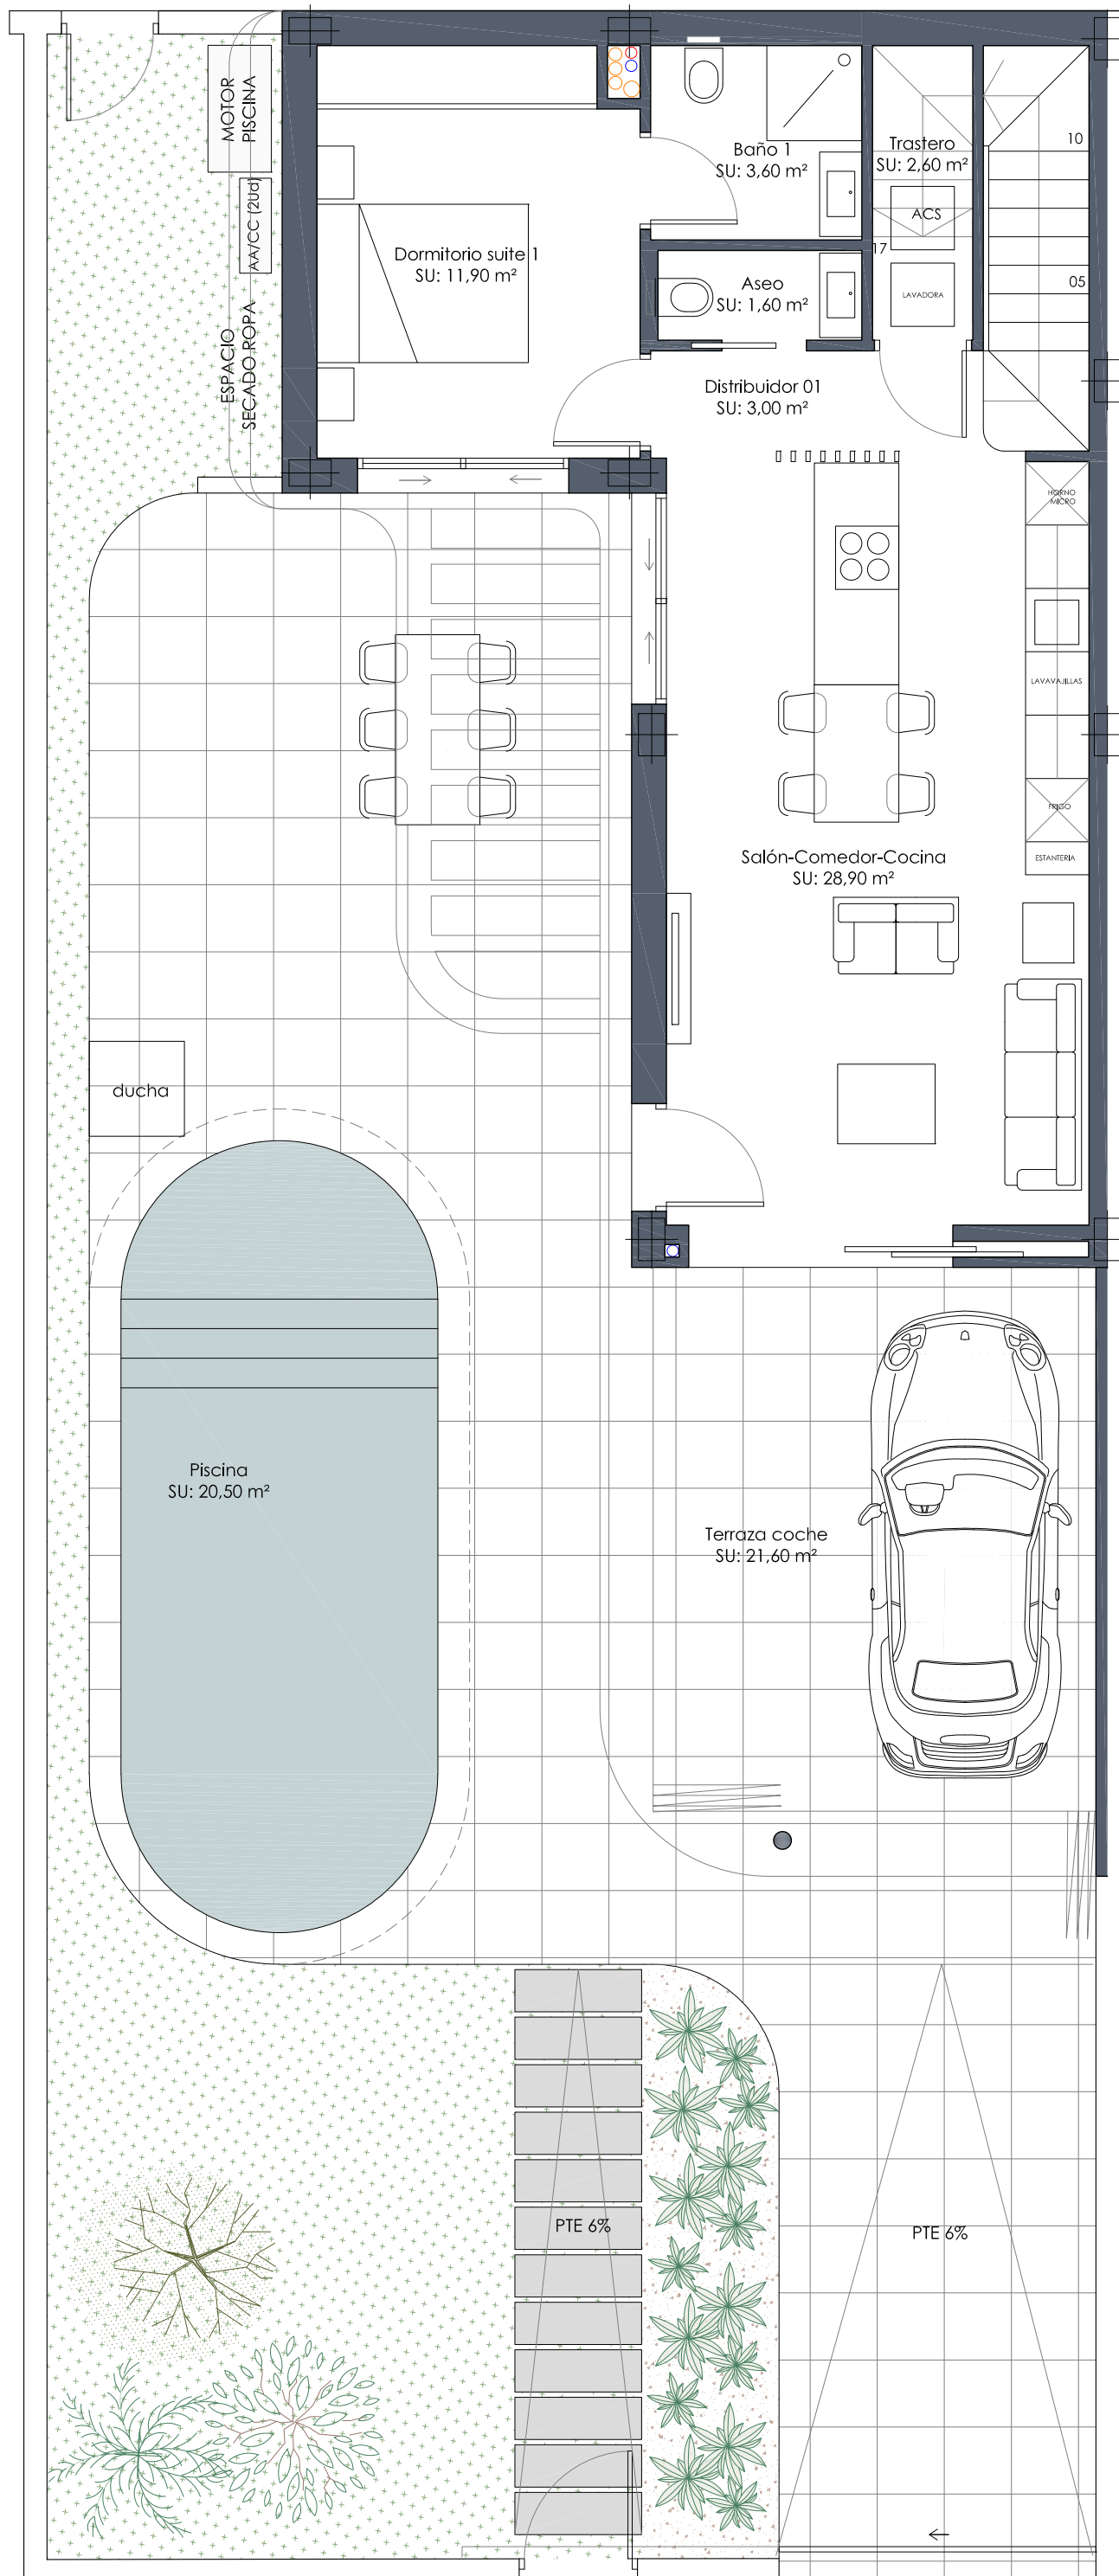 MOTOR
PISCINA
AA/CC (2Ud)
ESPACIO
SECADO ROPA
Dormitorio suite 1
SU: 11,90 m²
Baño 1
SU: 3,60 m²
Trastero
SU: 2,60 m²
ACS
17
LAVADORA
10
05
Aseo
SU: 1,60 m²
Distribuidor 01
SU: 3,00 m²
HORNO
MICRO
LAVAVAJILLAS
FRIGO
ESTANTERIA
Salón-Comedor-Cocina
SU: 28,90 m²
ducha
Piscina
SU: 20,50 m²
Terraza coche
SU: 21,60 m²
PTE 6%
PTE 6%